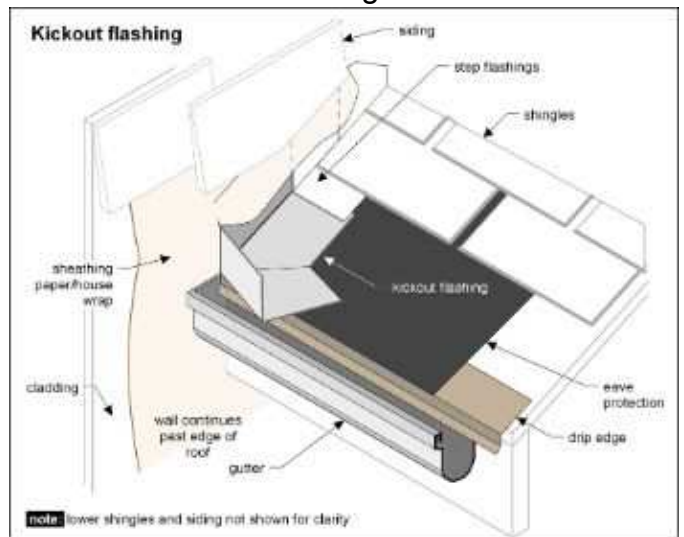 Kickout flashing
siding
step flashings
shingles
sheathing
paper/house
wrap
kickout flashing
cladding
wall continues
past edge of
roof
eave
protection
drip edge
gutter
note: lower shingles and siding not shown for clarity